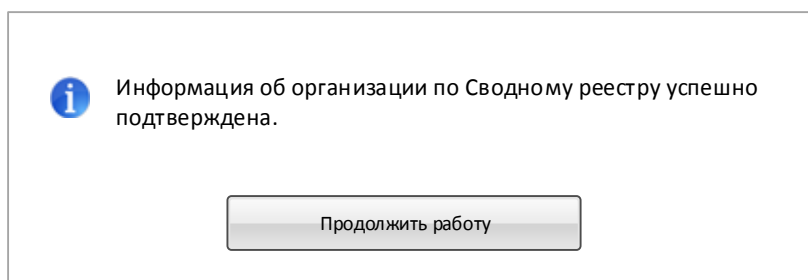 Информация об организации по Сводному реестру успешно
подтверждена.
Продолжить работу